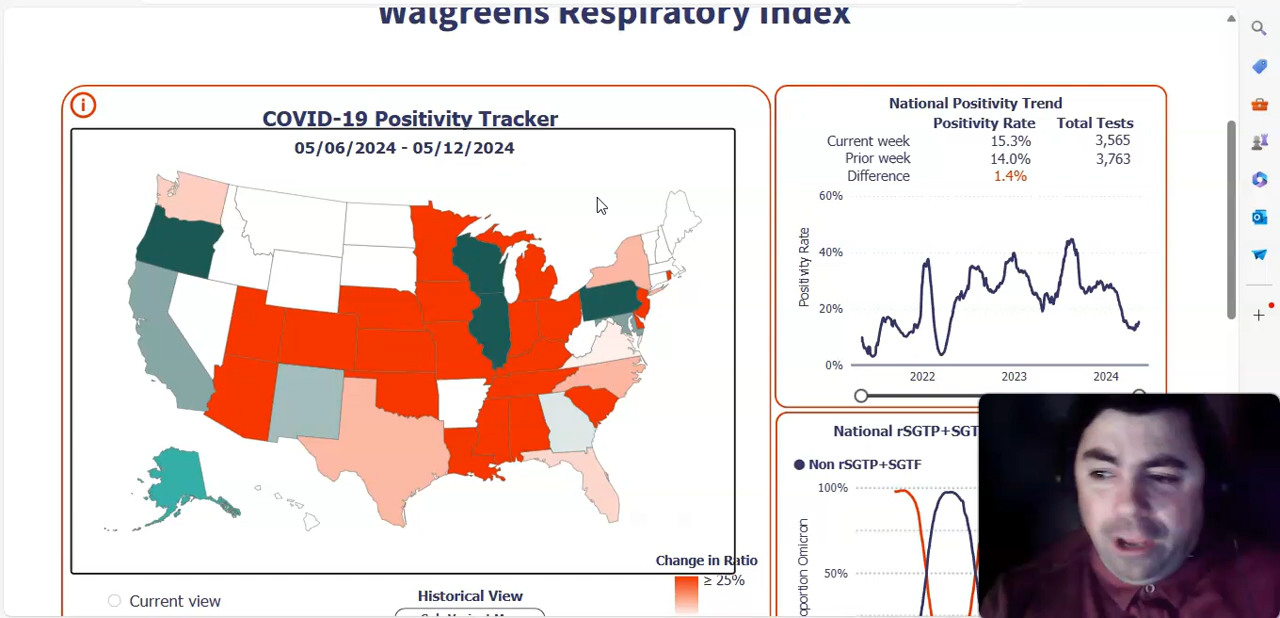 Walgreens Respiratory Index
COVID-19 Positivity Tracker
05/06/2024 - 05/12/2024
Change in Ratio
≥ 25%
Current view
Historical View
National Positivity Trend
Positivity Rate Total Tests
Current week 15.3% 3,565
Prior week 14.0% 3,763
Difference 1.4%
Positivity Rate
60%
40%
20%
0%
2022 2023 2024
National rSGTP+SGT
Non rSGTP+SGTF
oportion Omicron
100%
50%